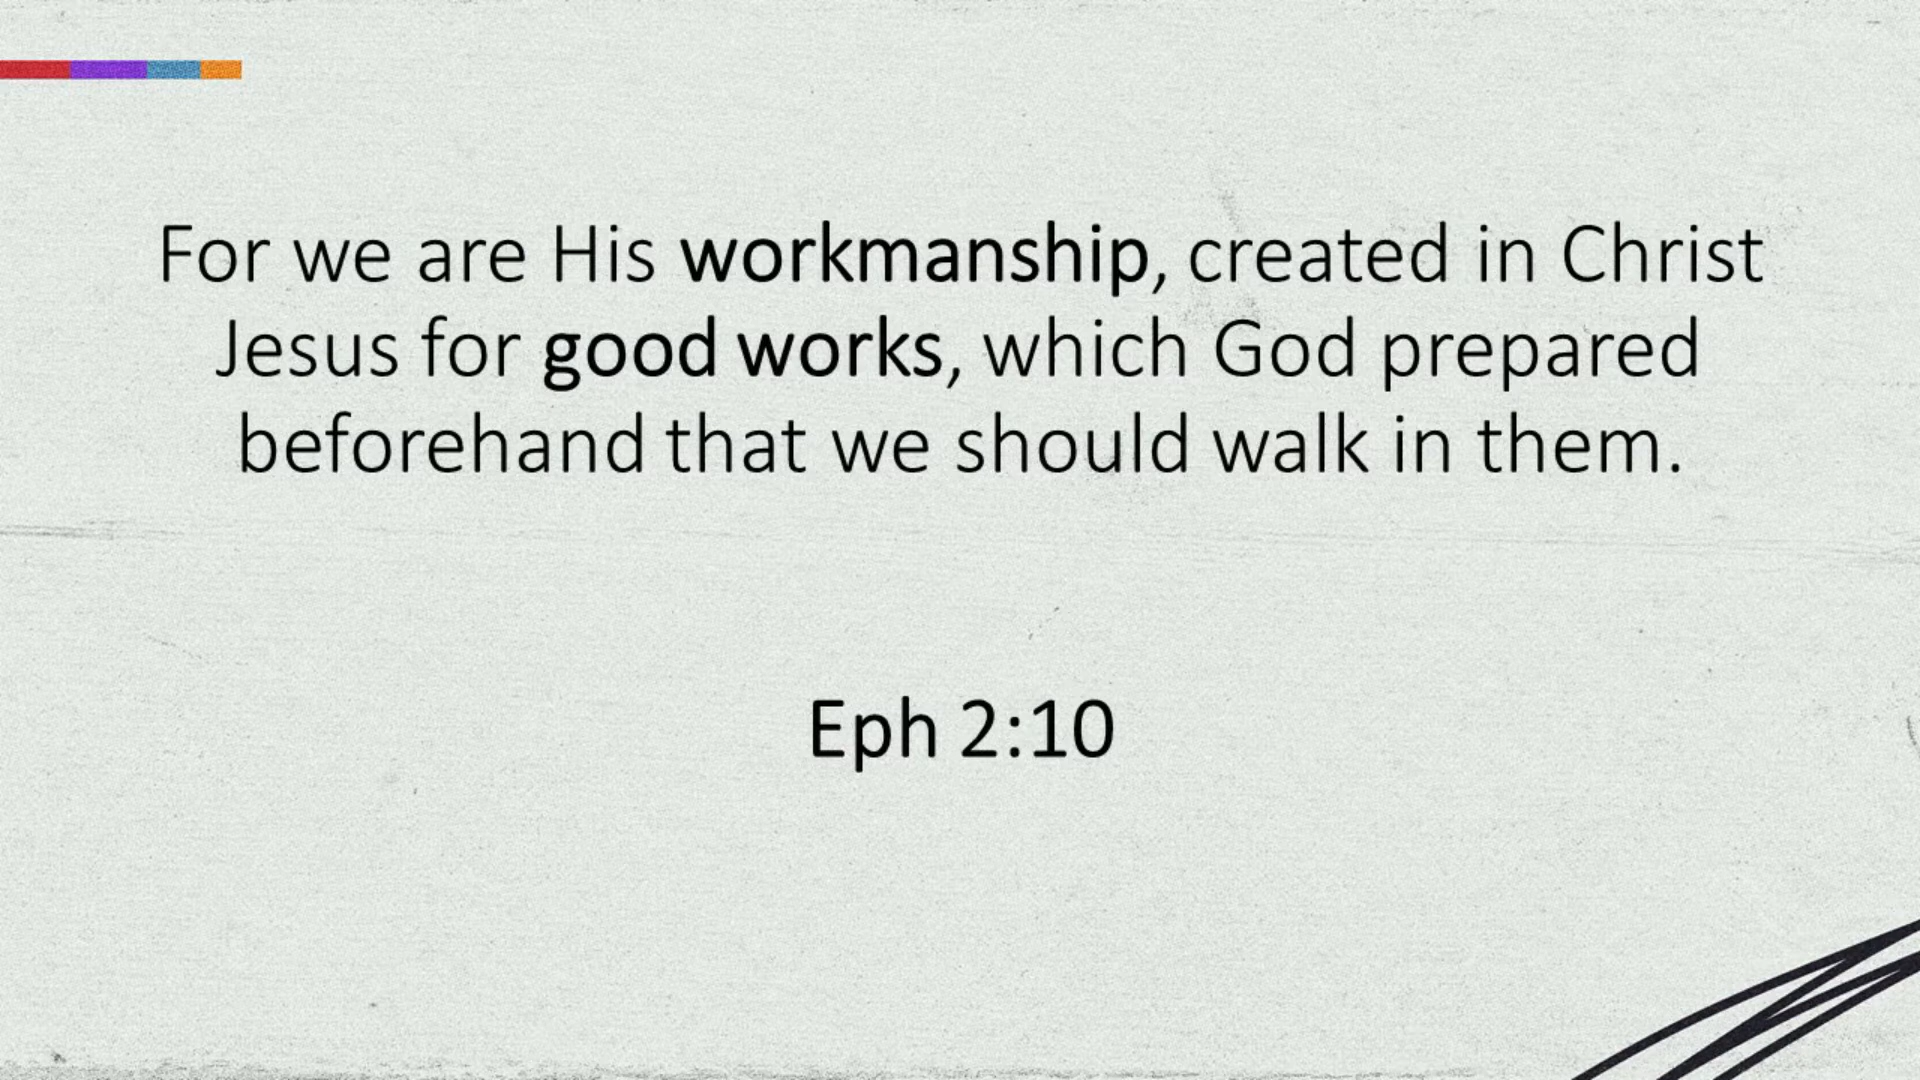 For we are His workmanship, created in Christ
Jesus for good works, which God prepared
beforehand that we should walk in them.
Eph 2:10